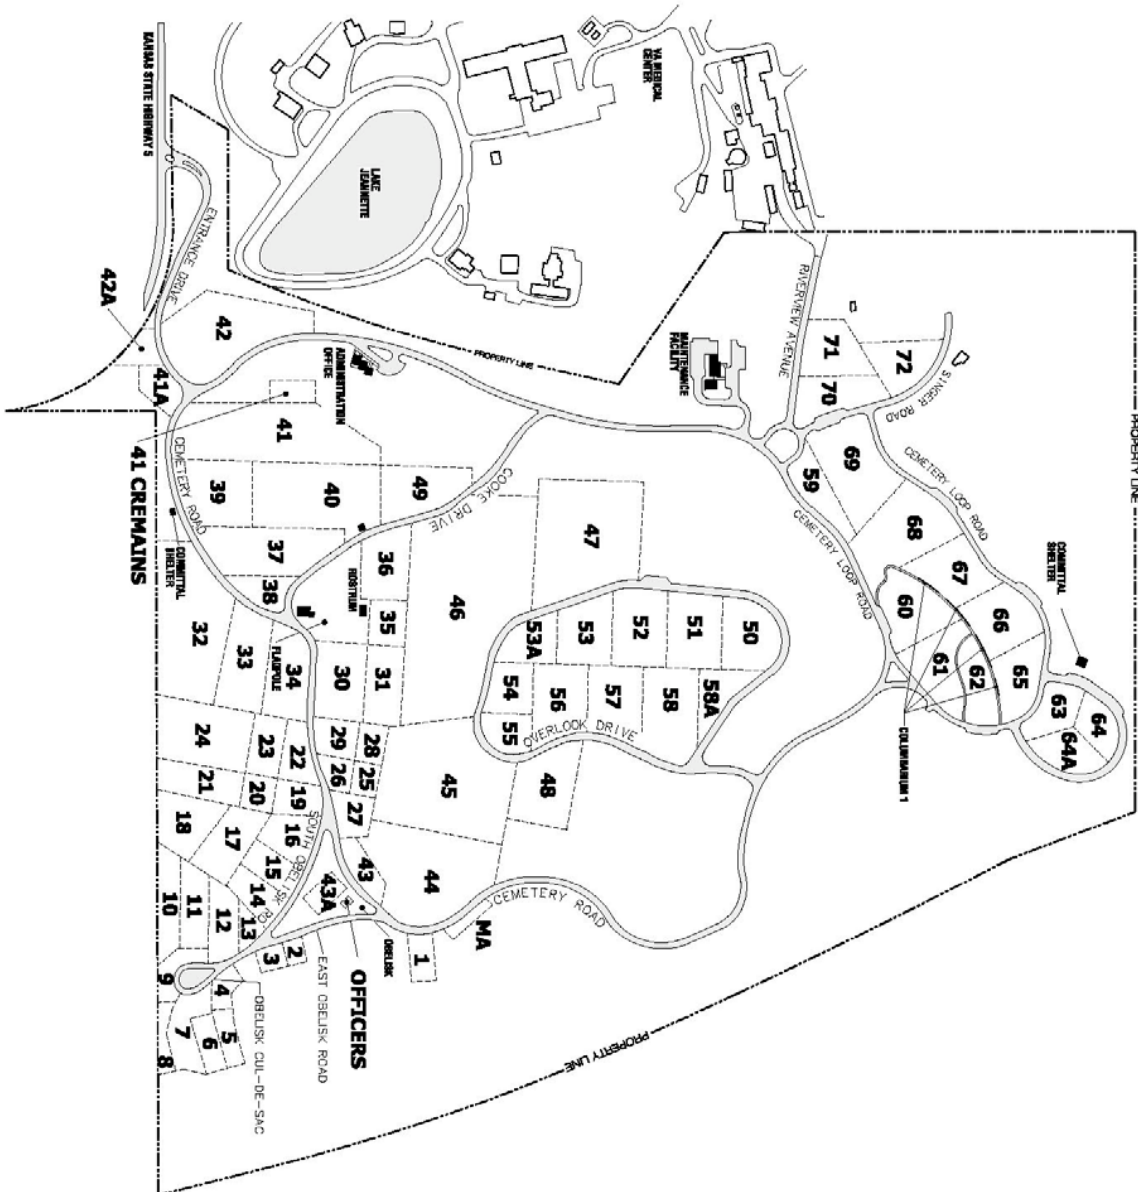 KANSAS STATE HIGHWAY 5
VA MEDICAL
CENTER
LAKE
JEANNETTE
ENTRANCE DRIVE
42A
42
41A
ADMINISTRATION
OFFICE
PROPERTY LINE
MAINTENANCE
FACILITY
RIVERVIEW AVENUE
71
72
70
SINGER ROAD
PROPERTY LINE
41
41 CREMAINS
CEMETERY ROAD
39
40
49
COOKE DRIVE
59
69
CEMETERY LOOP ROAD
CEMETERY LOOP ROAD
68
67
COMMITTAL
SHELTER
COMMITTAL
SHELTER
37
38
36
ROSTRUM
35
47
46
60
66
61
62
65
32
33
34
FLAGPOLE
30
31
53A
53
52
51
50
54
55
56
57
58
58A
OVERLOOK DRIVE
63
64
64A
COLUMBARIUM 1
24
23
22
29
28
26
25
21
20
19
27
45
48
18
17
16
15
14
SOUTH OBELISK RD
43
43A
44
CEMETERY ROAD
10
11
12
13
MA
OBELISK
1
2
3
OFFICERS
9
4
EAST OBELISK ROAD
OBELISK CUL-DE-SAC
7
8
6
5
PROPERTY LINE